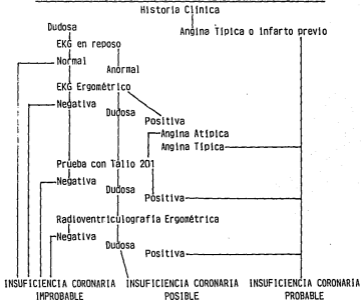 Historia Clínica
Dudosa
Angina Típica o infarto previo
EKG en reposo
Normal
Anormal
EKG Ergométrico
Negativa
Dudosa
Positiva
Angina Atípica
Angina Típica
Prueba con Talio 201
Negativa
Dudosa
Positiva
Radioventriculografía Ergométrica
Negativa
Dudosa
Positiva
INSUFICIENCIA CORONARIA INSUFICIENCIA CORONARIA INSUFICIENCIA CORONARIA
IMPROBABLE POSIBLE PROBABLE